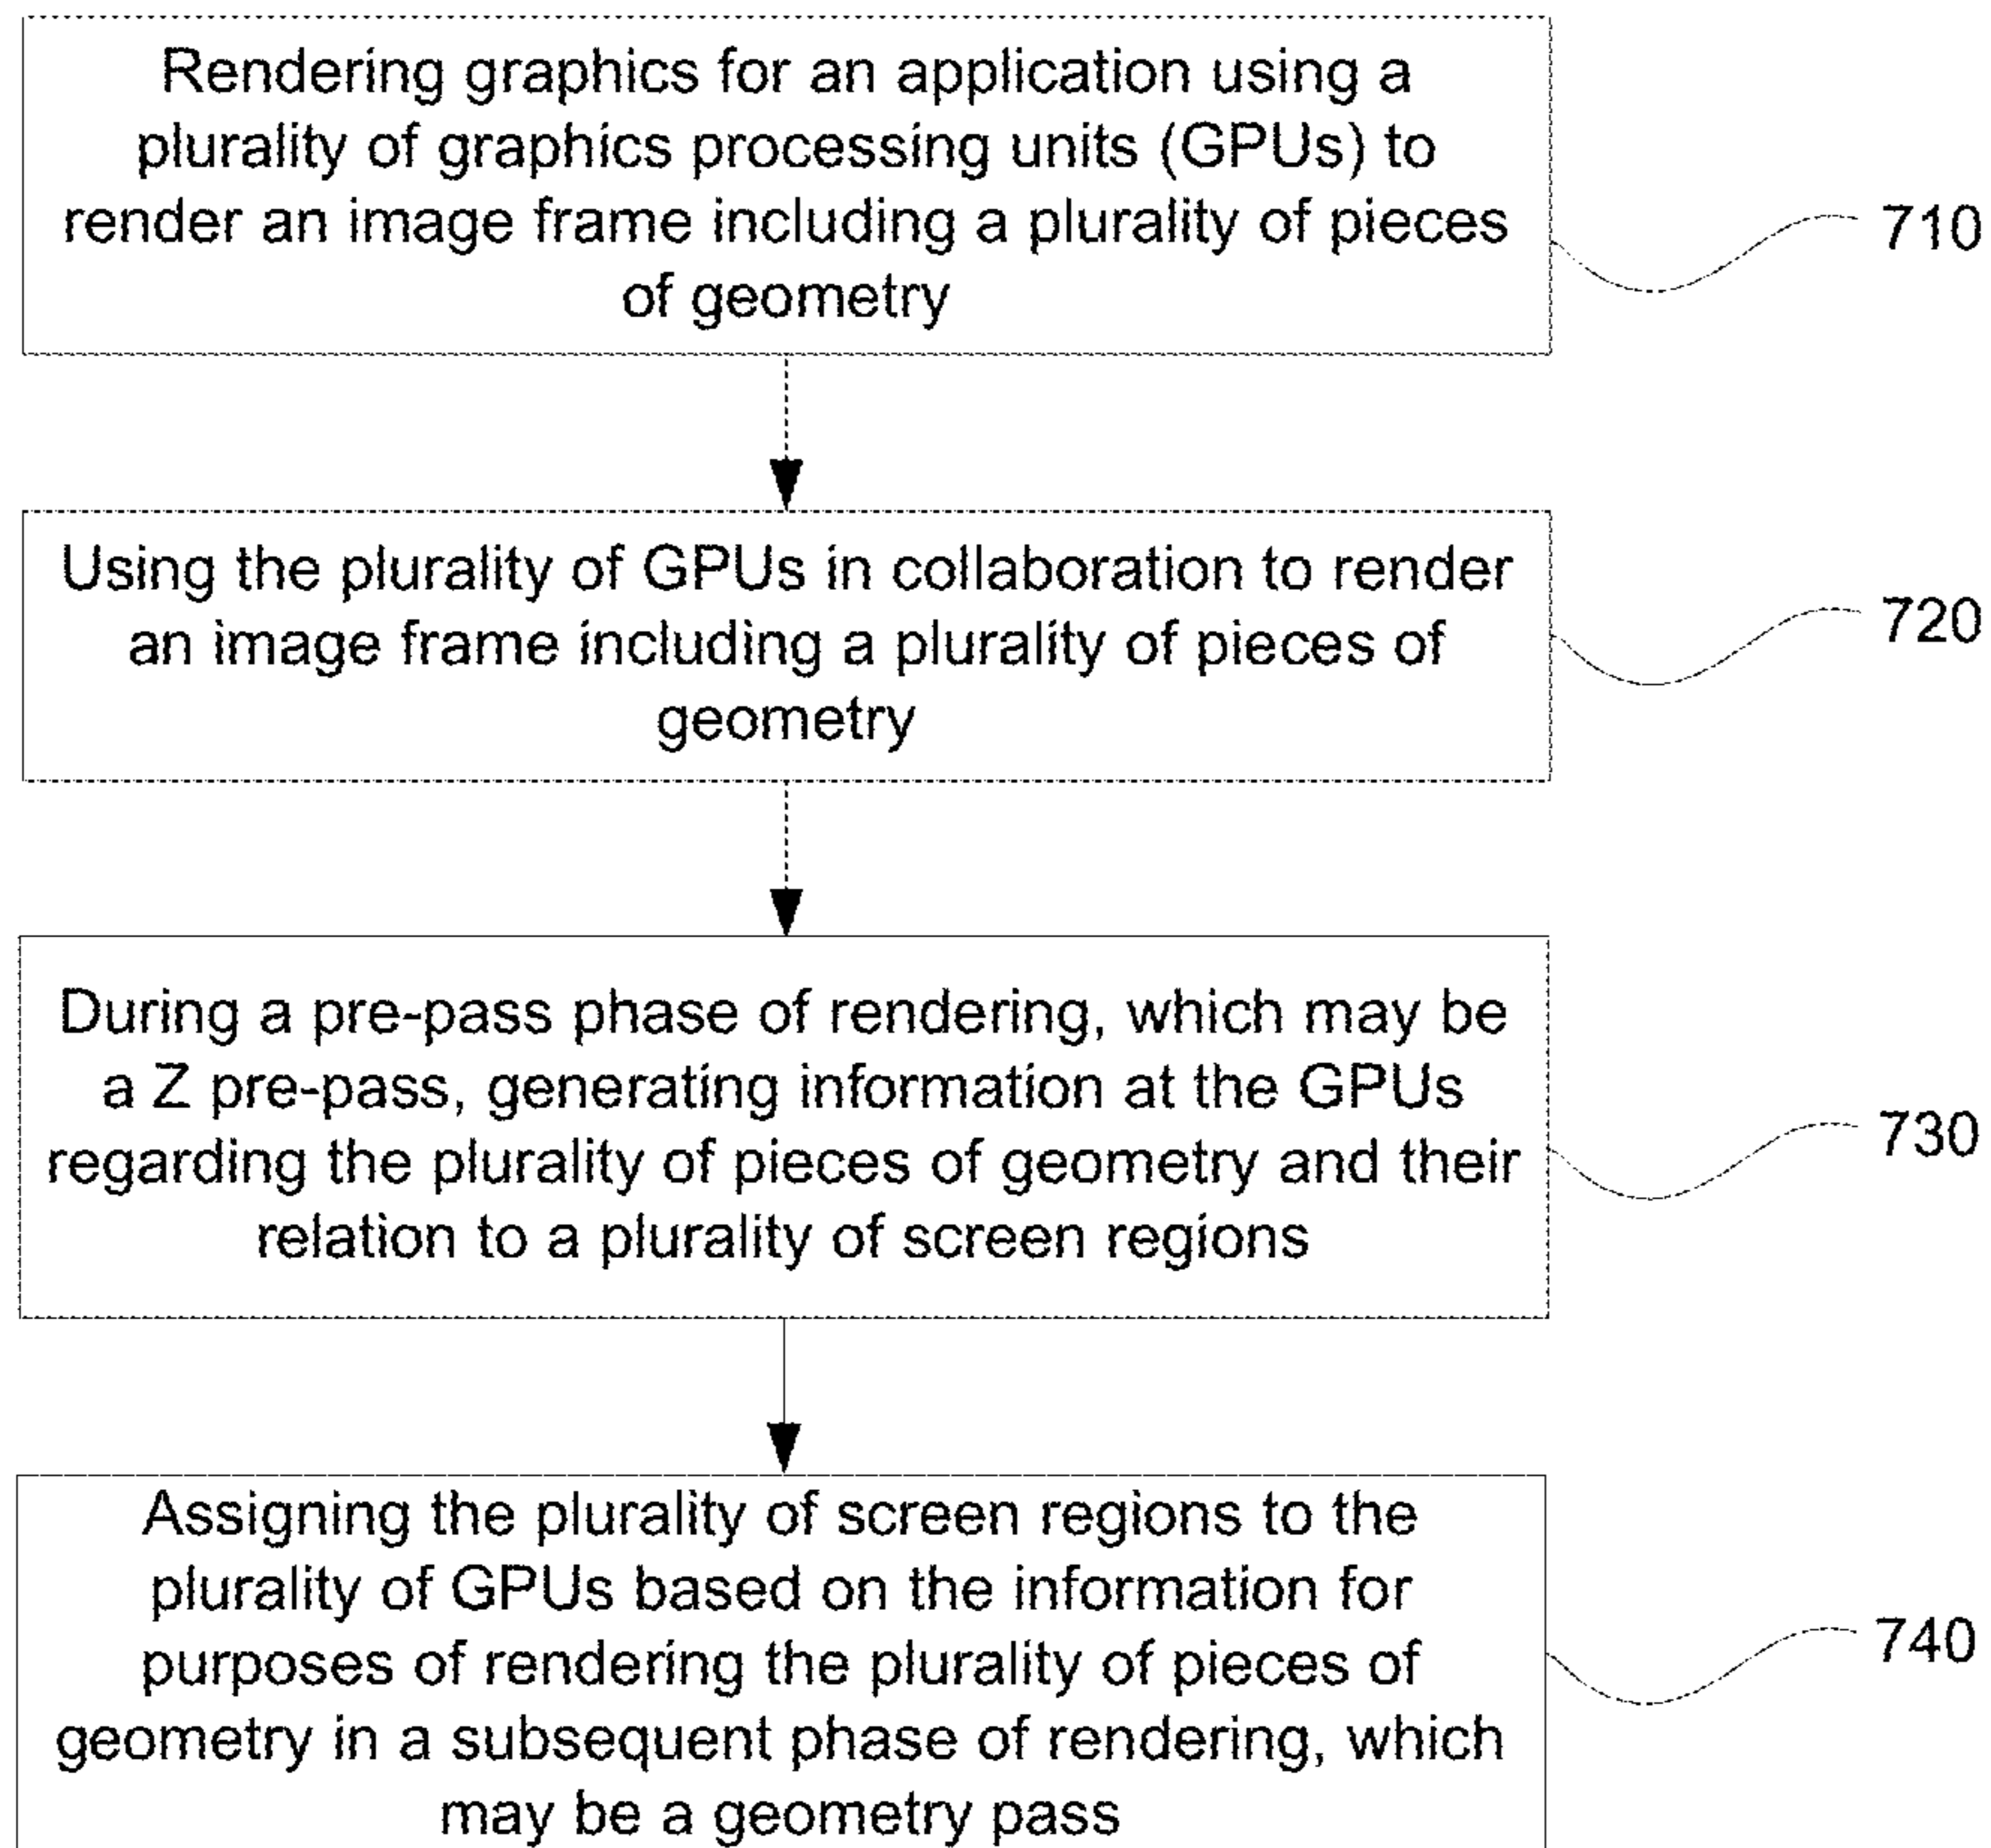 Rendering graphics for an application using a
plurality of graphics processing units (GPUs) to
render an image frame including a plurality of pieces
of geometry
710
Using the plurality of GPUs in collaboration to render
an image frame including a plurality of pieces of
geometry
720
During a pre-pass phase of rendering, which may be
a Z pre-pass, generating information at the GPUs
regarding the plurality of pieces of geometry and their
relation to a plurality of screen regions
730
Assigning the plurality of screen regions to the
plurality of GPUs based on the information for
purposes of rendering the plurality of pieces of
geometry in a subsequent phase of rendering, which
may be a geometry pass
740